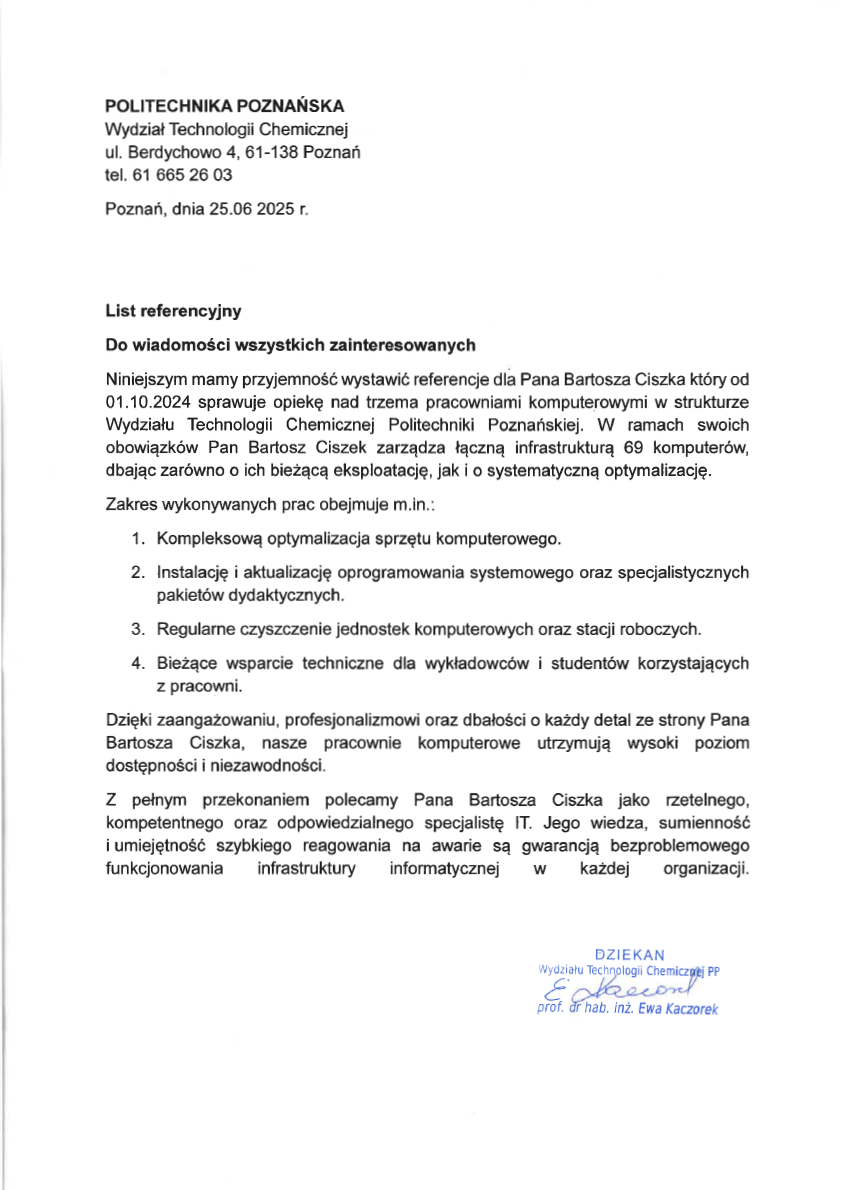 POLITECHNIKA POZNAŃSKA
Wydział Technologii Chemicznej
ul. Berdychowo 4, 61-138 Poznań
tel. 61 665 26 03
Poznań, dnia 25.06 2025 r.
List referencyjny
Do wiadomości wszystkich zainteresowanych
Niniejszym mamy przyjemność wystawić referencje dla Pana Bartosza Ciszka który od
01.10.2024 sprawuje opiekę nad trzema pracowniami komputerowymi w strukturze
Wydziału Technologii Chemicznej Politechniki Poznańskiej. W ramach swoich
obowiązków Pan Bartosz Ciszek zarządza łączną infrastrukturą 69 komputerów,
dbając zarówno o ich bieżącą eksploatację, jak i o systematyczną optymalizację.
Zakres wykonywanych prac obejmuje m.in.:
1. Kompleksową optymalizacja sprzętu komputerowego.
2. Instalację i aktualizację oprogramowania systemowego oraz specjalistycznych
pakietów dydaktycznych.
3. Regularne czyszczenie jednostek komputerowych oraz stacji roboczych.
4. Bieżące wsparcie techniczne dla wykładowców i studentów korzystających
z pracowni.
Dzięki zaangażowaniu, profesjonalizmowi oraz dbałości o każdy detal ze strony Pana
Bartosza Ciszka, nasze pracownie komputerowe utrzymują wysoki poziom
dostępności i niezawodności.
Z pełnym przekonaniem polecamy Pana Bartosza Ciszka jako rzetelnego,
kompetentnego oraz odpowiedzialnego specjalistę IT. Jego wiedza, sumienność
i umiejętność szybkiego reagowania na awarie są gwarancją bezproblemowego
funkcjonowania infrastruktury informatycznej w każdej organizacji.
DZIEKAN
Wydziału Technologii Chemicznej PP
prof. dr hab. inż. Ewa Kaczorek